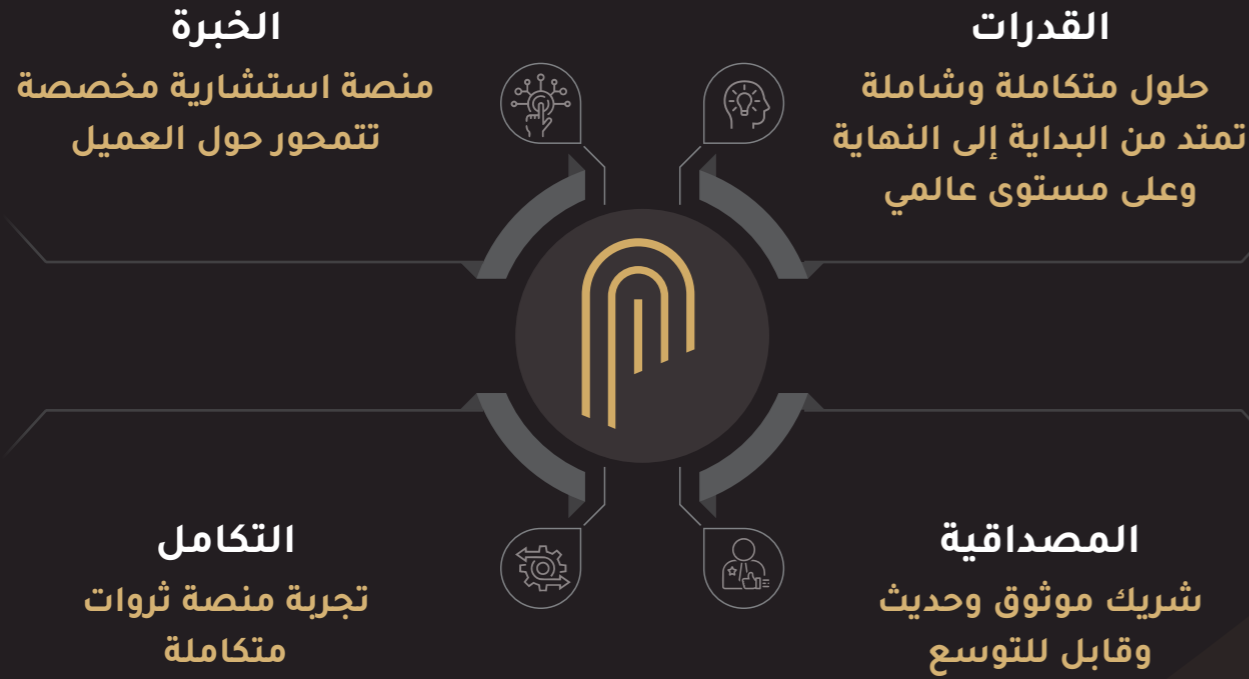 القدرات
حلول متكاملة وشاملة
تمتد من البداية إلى النهاية
وعلى مستوى عالمي
الخبرة
منصة استشارية مخصصة
تتمحور حول العميل
المصداقية
شريك موثوق وحديث
وقابل للتوسع
التكامل
تجربة منصة ثروات
متكاملة